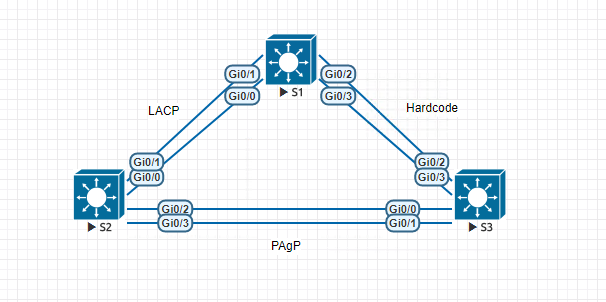 Gi0/1
Gi0/2
Gi0/0
Gi0/3
S1
LACP
Hardcode
Gi0/1
Gi0/2
Gi0/0
Gi0/3
Gi0/2
Gi0/0
Gi0/3
Gi0/1
S2
S3
PAgP